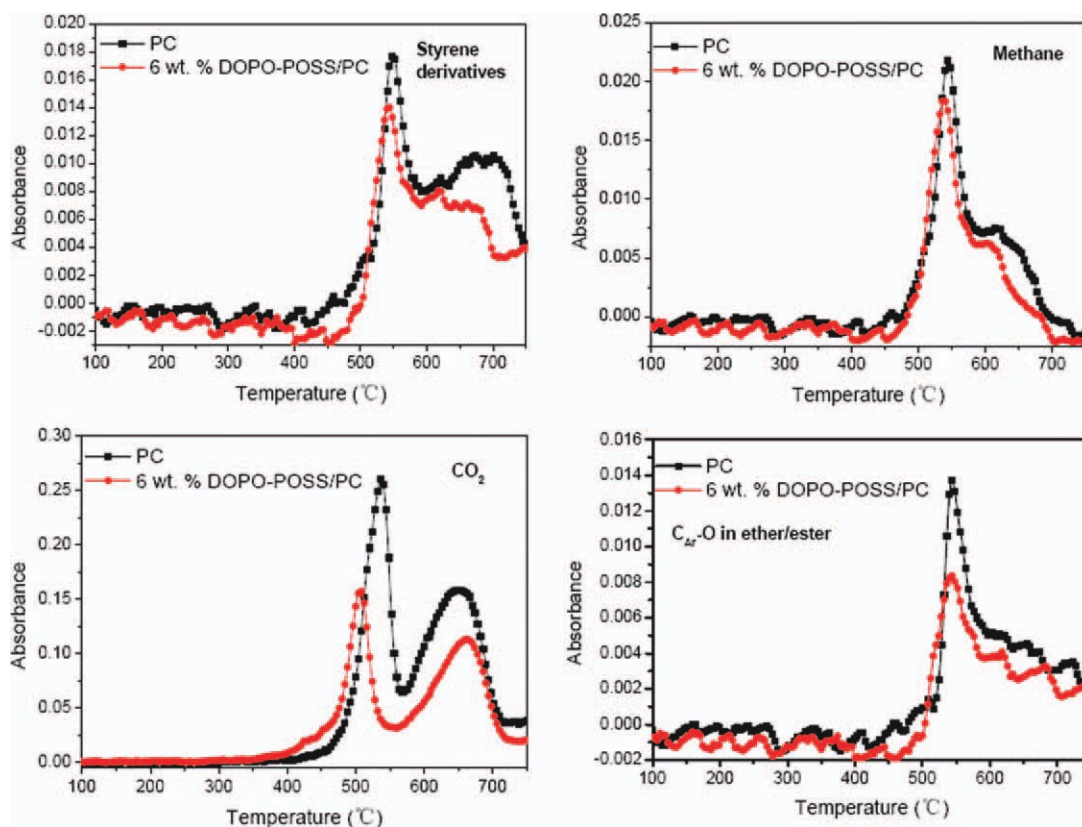 0.020
0.018
0.016
0.014
0.012
0.010
0.008
0.006
0.004
0.002
0.000
-0.002
Absorbance
PC
6 wt. % DOPO-POSS/PC
Styrene
derivatives
100 200 300 400 500 600 700
Temperature (℃)
0.025
0.020
0.015
0.010
0.005
0.000
Absorbance
PC
6 wt. % DOPO-POSS/PC
Methane
100 200 300 400 500 600 700
Temperature (℃)
0.30
0.25
0.20
0.15
0.10
0.05
0.00
Absorbance
PC
6 wt. % DOPO-POSS/PC
CO₂
100 200 300 400 500 600 700
Temperature (℃)
0.016
0.014
0.012
0.010
0.008
0.006
0.004
0.002
0.000
-0.002
Absorbance
PC
6 wt. % DOPO-POSS/PC
C_Ar-O in ether/ester
100 200 300 400 500 600 700
Temperature (℃)